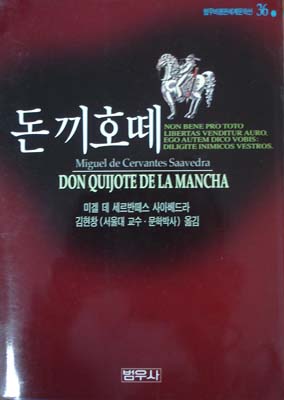 범우비평판세계문학선 36
돈 끼호떼
NON BENE PRO TOTO
LIBERTAS VENDITUR AURO;
EGO AUTEM DICO VOBIS:
DILIGITE INIMICOS VESTROS.
Miguel de Cervantes Saavedra
DON QUIJOTE DE LA MANCHA
미겔 데 세르반떼스 사아베드라
김현창 (서울대 교수·문학박사) 옮김
범우사